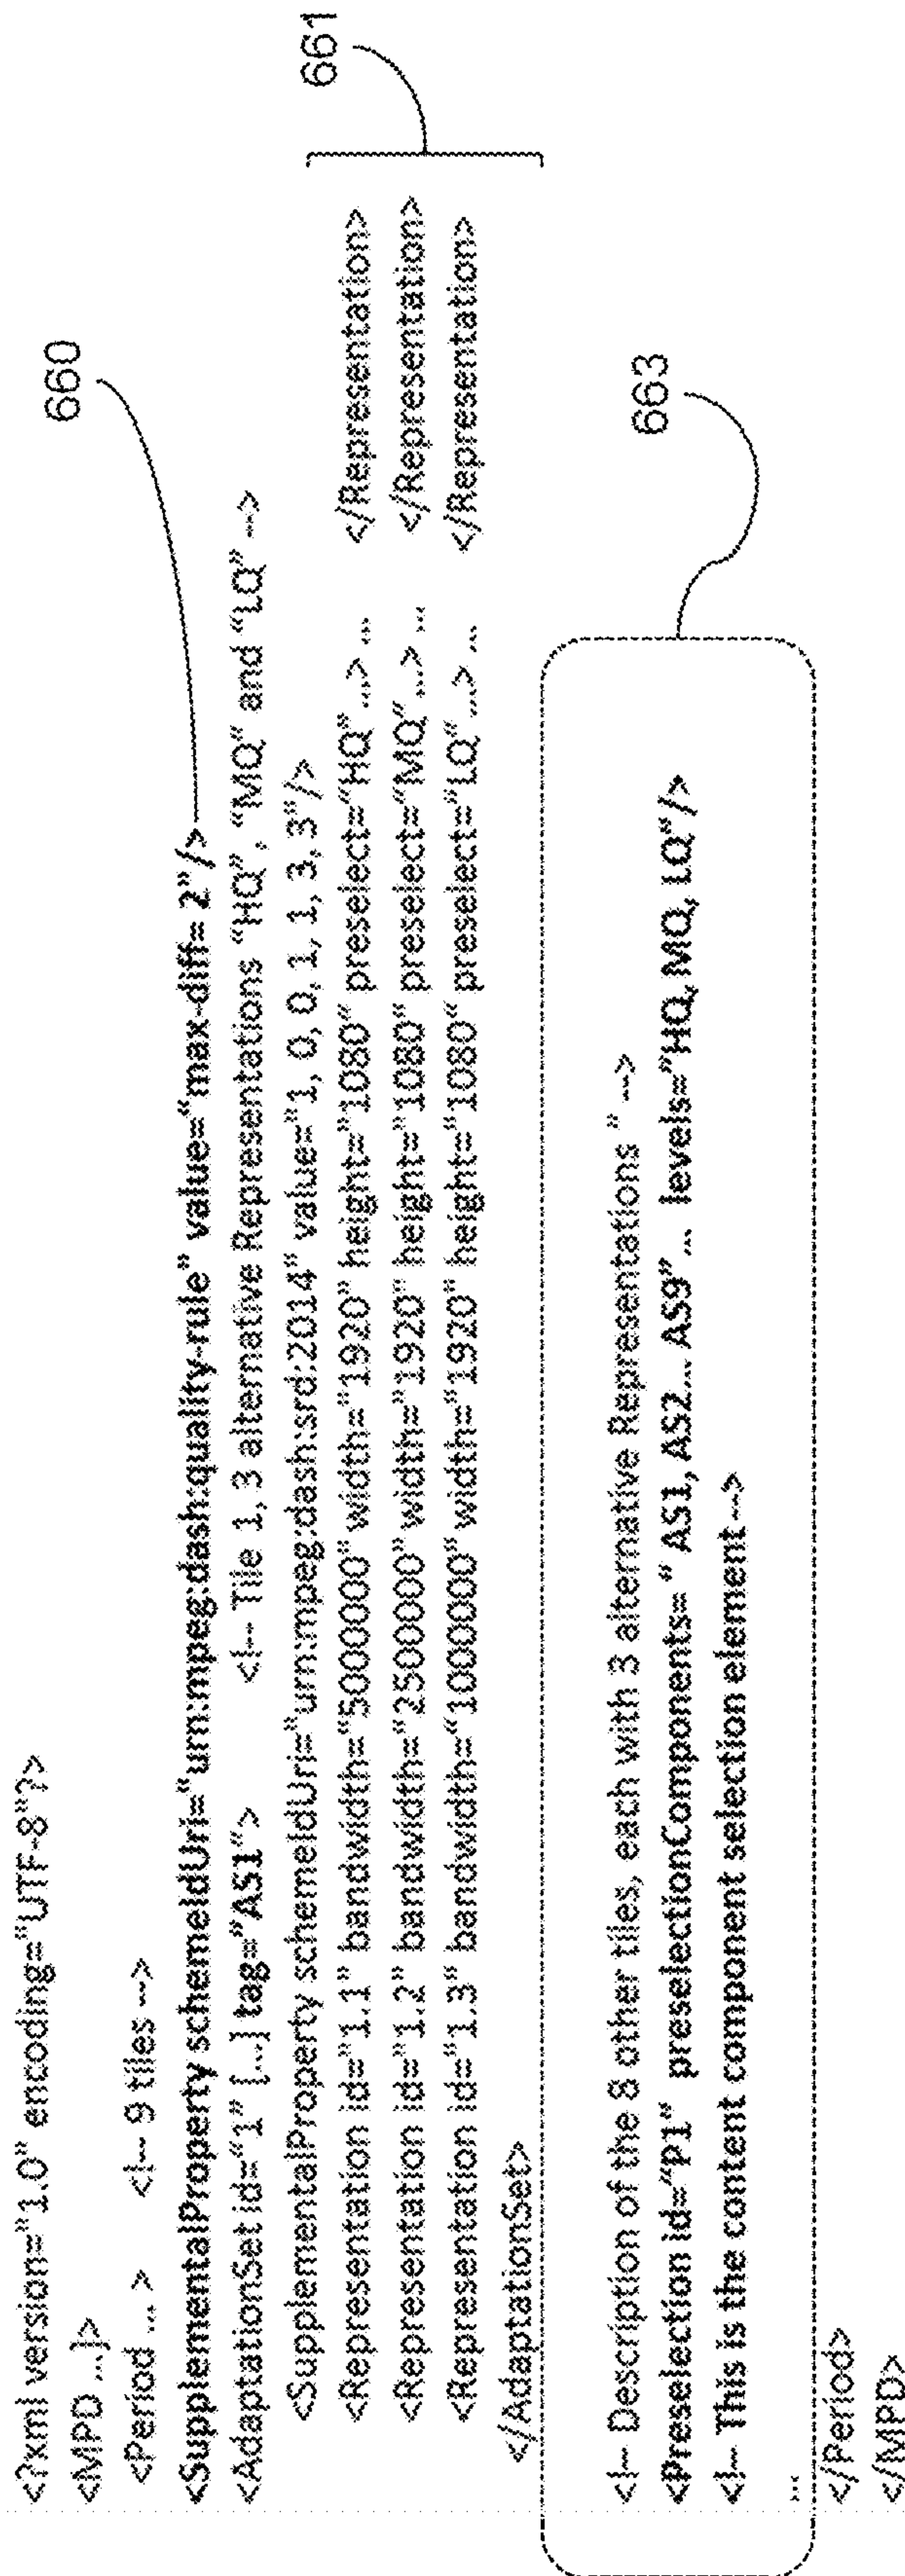 <?xml version="1.0" encoding="UTF-8"?>
<MPD ...]>
<Period ... > <!-- 9 tiles -->
<SupplementalProperty schemeIdUri="urn:mpeg:dash:quality-rule" value="max-diff= 2"/>
660
<AdaptationSet id="1" [...] tag="AS1"> <!-- Tile 1, 3 alternative Representations "HQ", "MQ" and "LQ" -->
<SupplementalProperty schemeIdUri="urn:mpeg:dash:srd:2014" value="1, 0, 0, 1, 1, 3, 3"/>
<Representation id="1.1" bandwidth="5000000" width="1920" height="1080" preselect="HQ" ...> ... </Representation>
<Representation id="1.2" bandwidth="2500000" width="1920" height="1080" preselect="MQ" ...> ... </Representation>
<Representation id="1.3" bandwidth="1000000" width="1920" height="1080" preselect="LQ" ...> ... </Representation>
661
</AdaptationSet>
<!-- Description of the 8 other tiles, each with 3 alternative Representations " -->
<Preselection id="P1" preselectionComponents=" AS1, AS2... AS9"... levels="HQ, MQ, LQ"/>
<!-- This is the content component selection element -->
...
663
</Period>
</MPD>